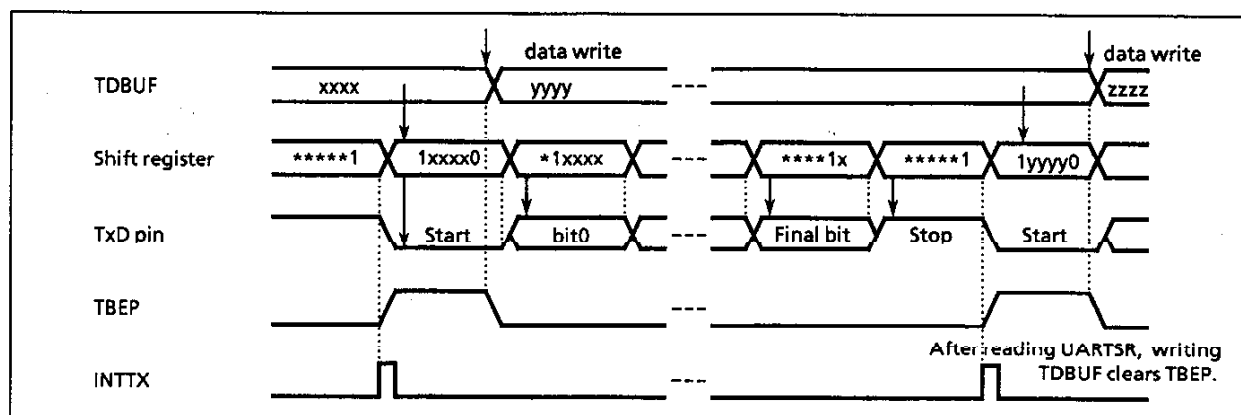 data write data write
TDBUF xxxx yyyy --- zzzz
Shift register *****1 1xxxx0 *1xxxx --- ****1x *****1 1yyyy0
TxD pin Start bit0 --- Final bit Stop Start
TBEP ---
After reading UARTSR, writing
TDBUF clears TBEP.
INTTX ---